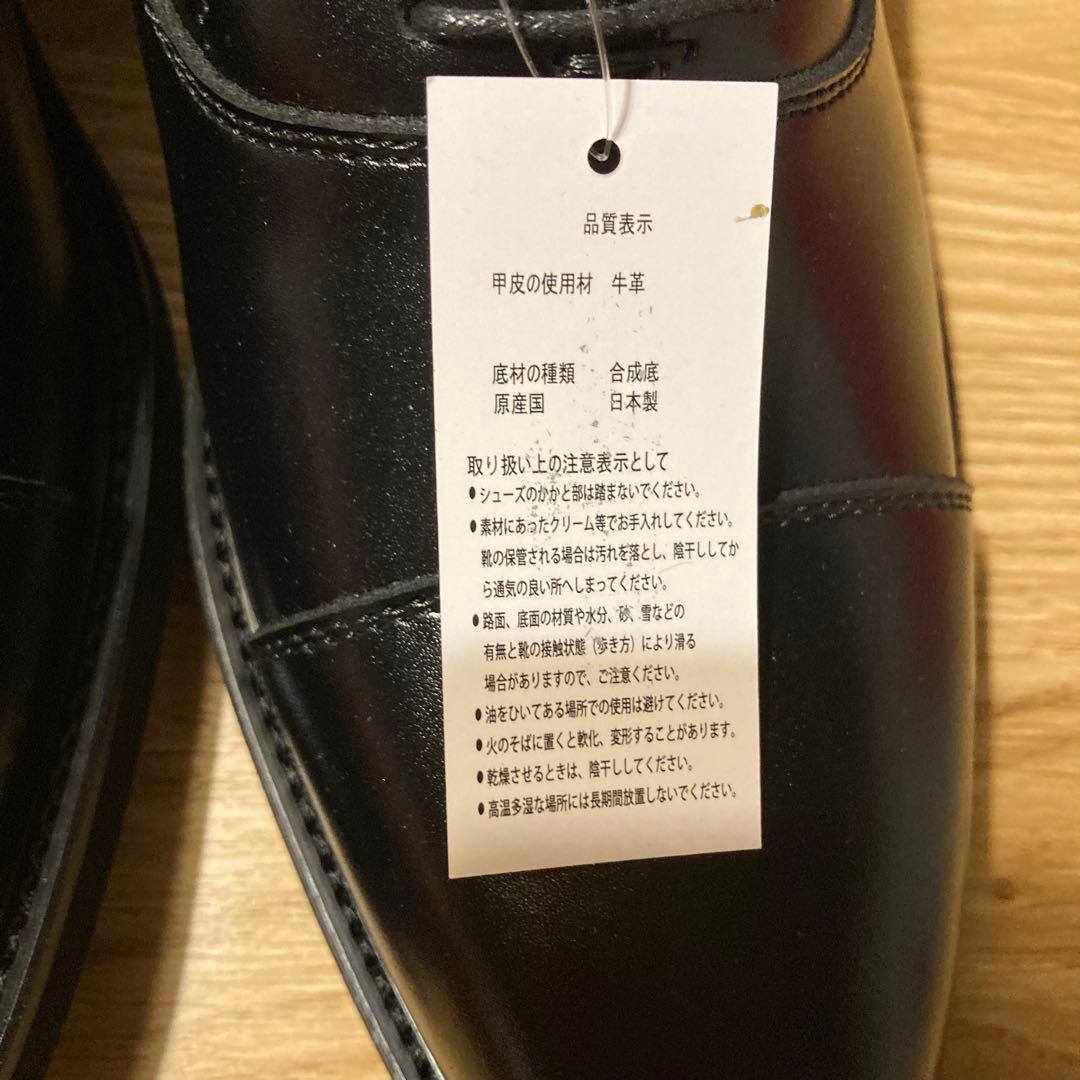 品質表示
甲皮の使用材 牛革
底材の種類 合成底
原産国 日本製
取り扱い上の注意表示として
●シューズのかかと部は踏まないでください。
●素材にあったクリーム等でお手入れしてください。
靴の保管される場合は汚れを落とし、陰干ししてか
ら通気の良い所へしまってください。
●路面、底面の材質や水分、砂、雪などの
有無と靴の接触状態（歩き方）により滑る
場合がありますので、ご注意ください。
●油をひいてある場所での使用は避けてください。
●火のそばに置くと軟化、変形することがあります。
●乾燥させるときは、陰干ししてください。
●高温多湿な場所には長期間放置しないでください。